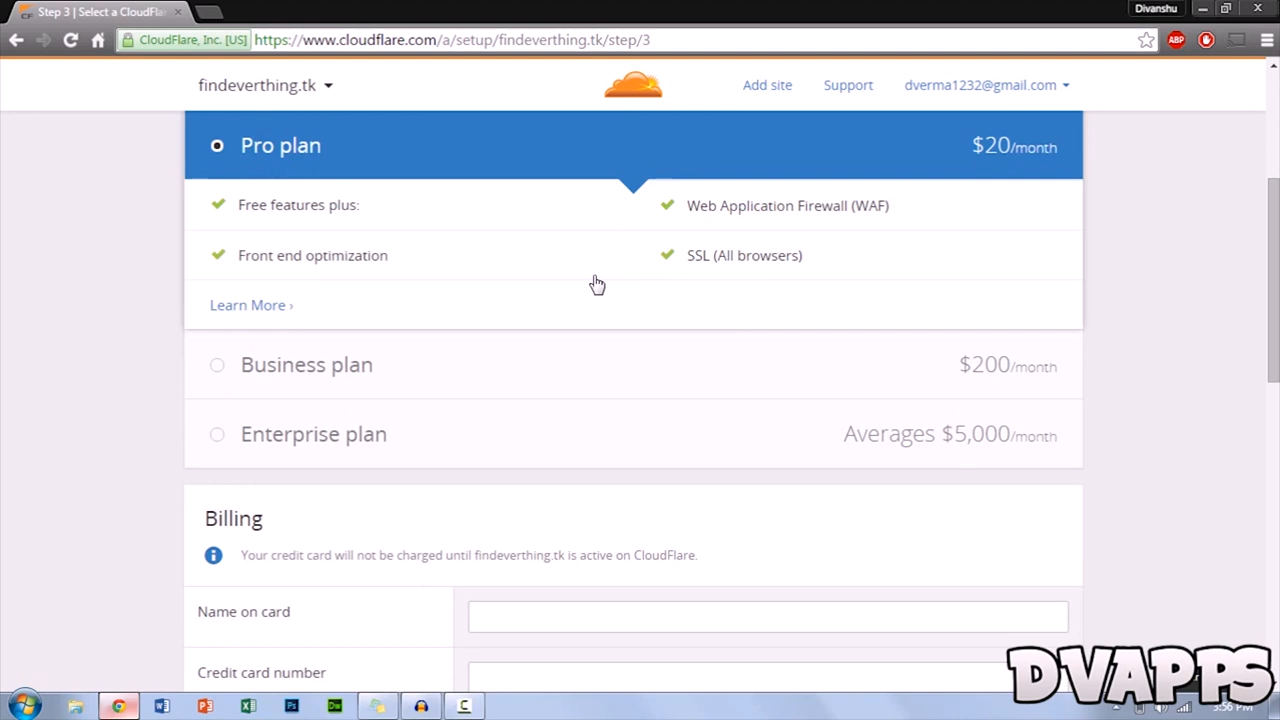 Step 3 | Select a CloudFla
Divanshu
CloudFlare, Inc. [US]
https://www.cloudflare.com/a/setup/findeverthing.tk/step/3
ABP
findeverthing.tk
Add site
Support
dverma1232@gmail.com
Pro plan
$20/month
Free features plus:
Web Application Firewall (WAF)
Front end optimization
SSL (All browsers)
Learn More ›
Business plan
$200/month
Enterprise plan
Averages $5,000/month
Billing
Your credit card will not be charged until findeverthing.tk is active on CloudFlare.
Name on card
Credit card number
DVAPPS
3:56 PM